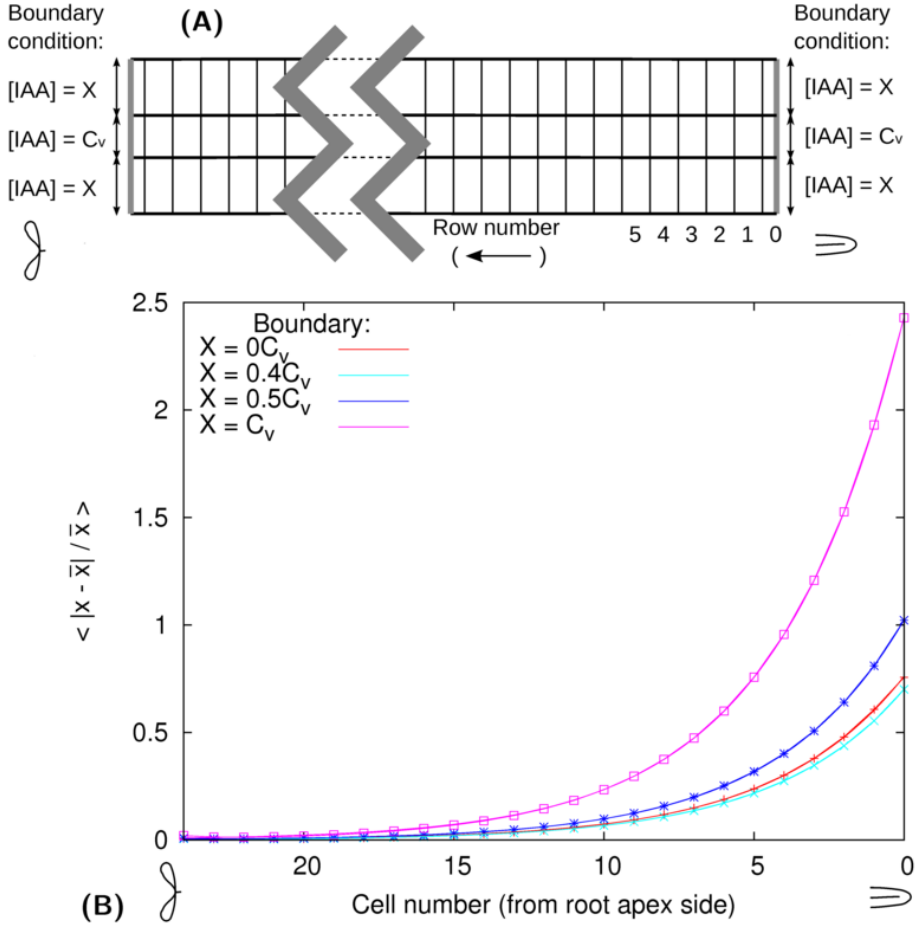 Boundary
condition:
(A)
Boundary
condition:
[IAA] = X
[IAA] = Cv
[IAA] = X
[IAA] = X
[IAA] = Cv
[IAA] = X
Row number
( )
5 4 3 2 1 0
2.5
2
1.5
1
0.5
0
Boundary:
X = 0Cv
X = 0.4Cv
X = 0.5Cv
X = Cv
< |x - x̅| / x̅ >
20 15 10 5 0
(B)
Cell number (from root apex side)